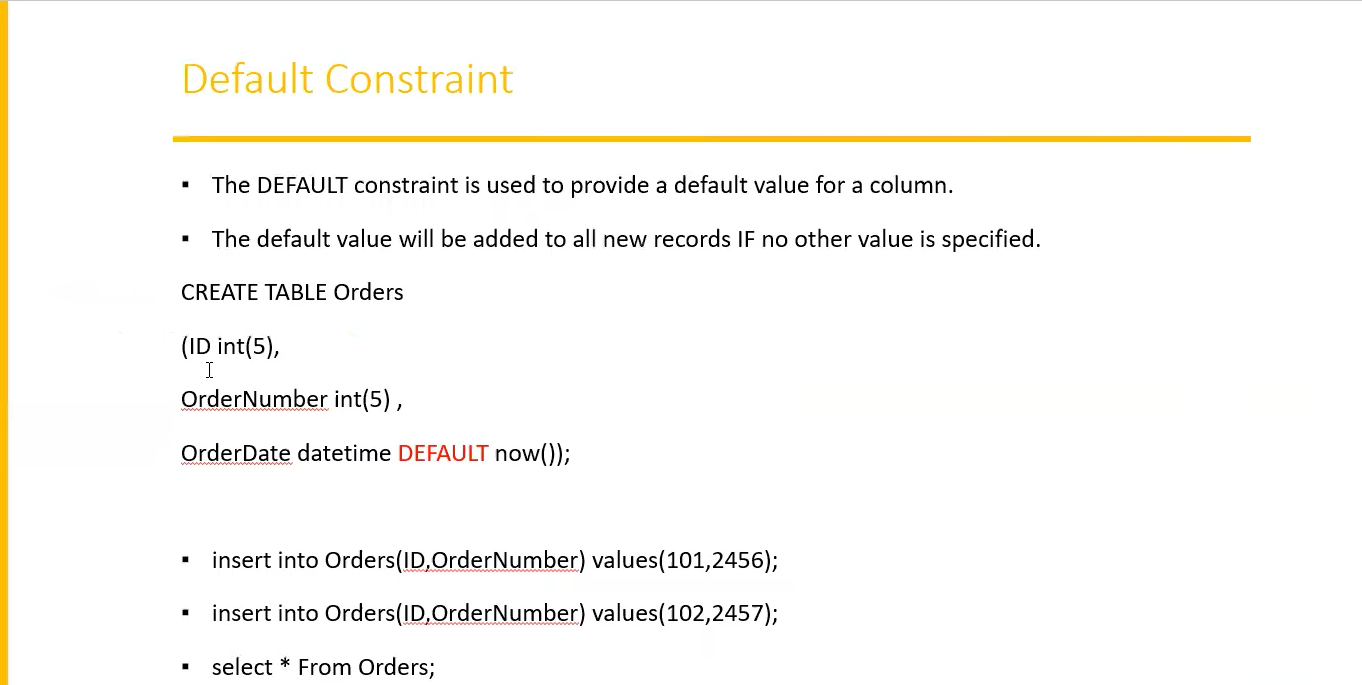 Default Constraint
▪ The DEFAULT constraint is used to provide a default value for a column.
▪ The default value will be added to all new records IF no other value is specified.
CREATE TABLE Orders
(ID int(5),
OrderNumber int(5) ,
OrderDate datetime DEFAULT now());
▪ insert into Orders(ID,OrderNumber) values(101,2456);
▪ insert into Orders(ID,OrderNumber) values(102,2457);
▪ select * From Orders;